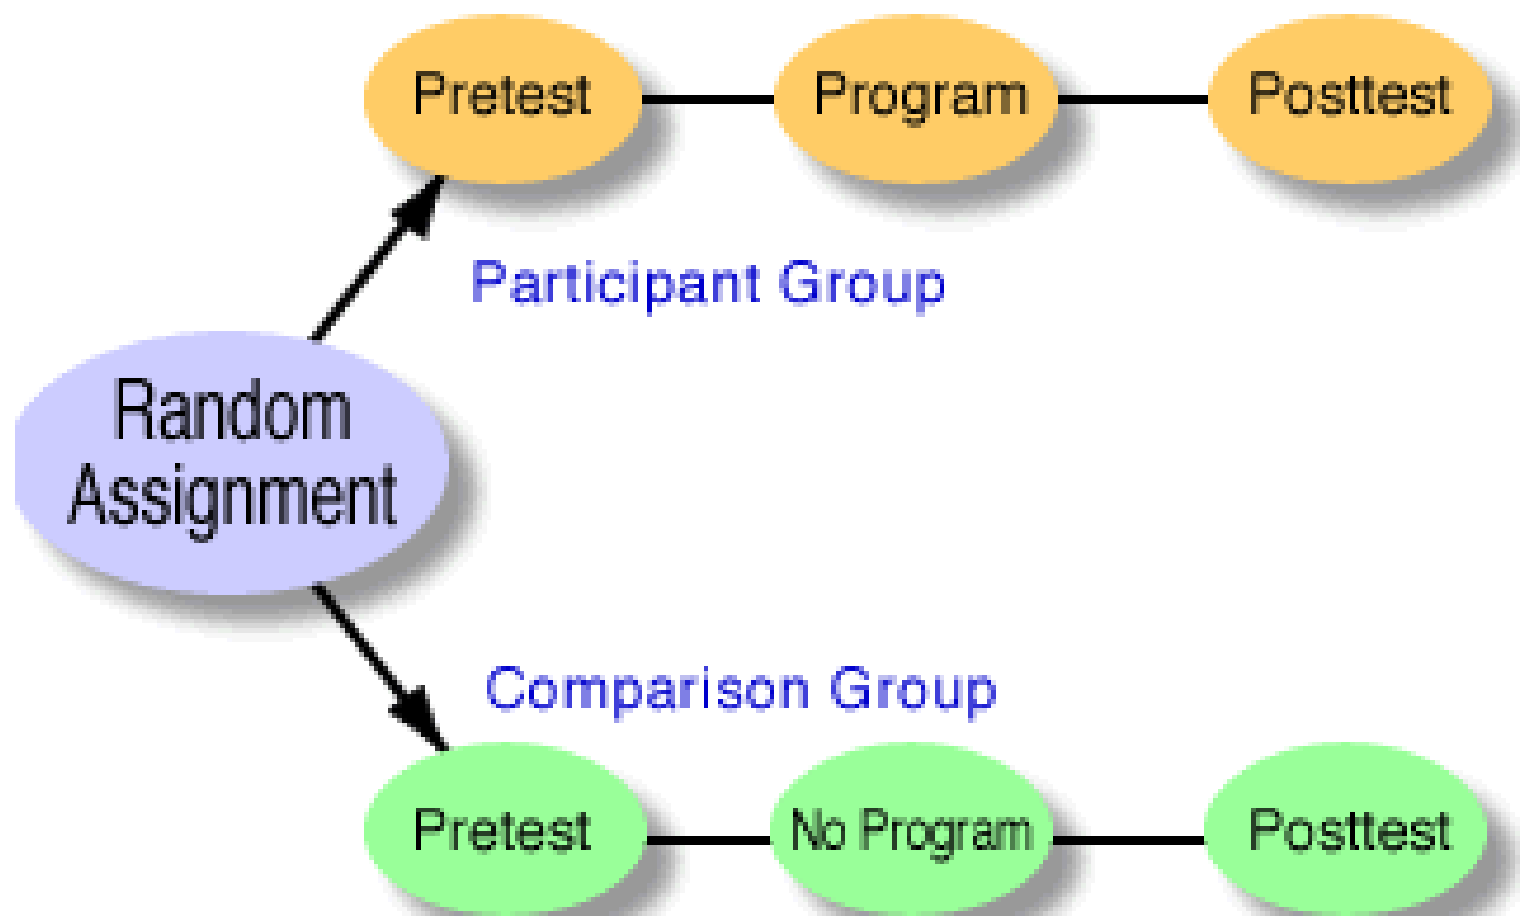 Pretest
Program
Posttest
Participant Group
Random
Assignment
Comparison Group
Pretest
No Program
Posttest